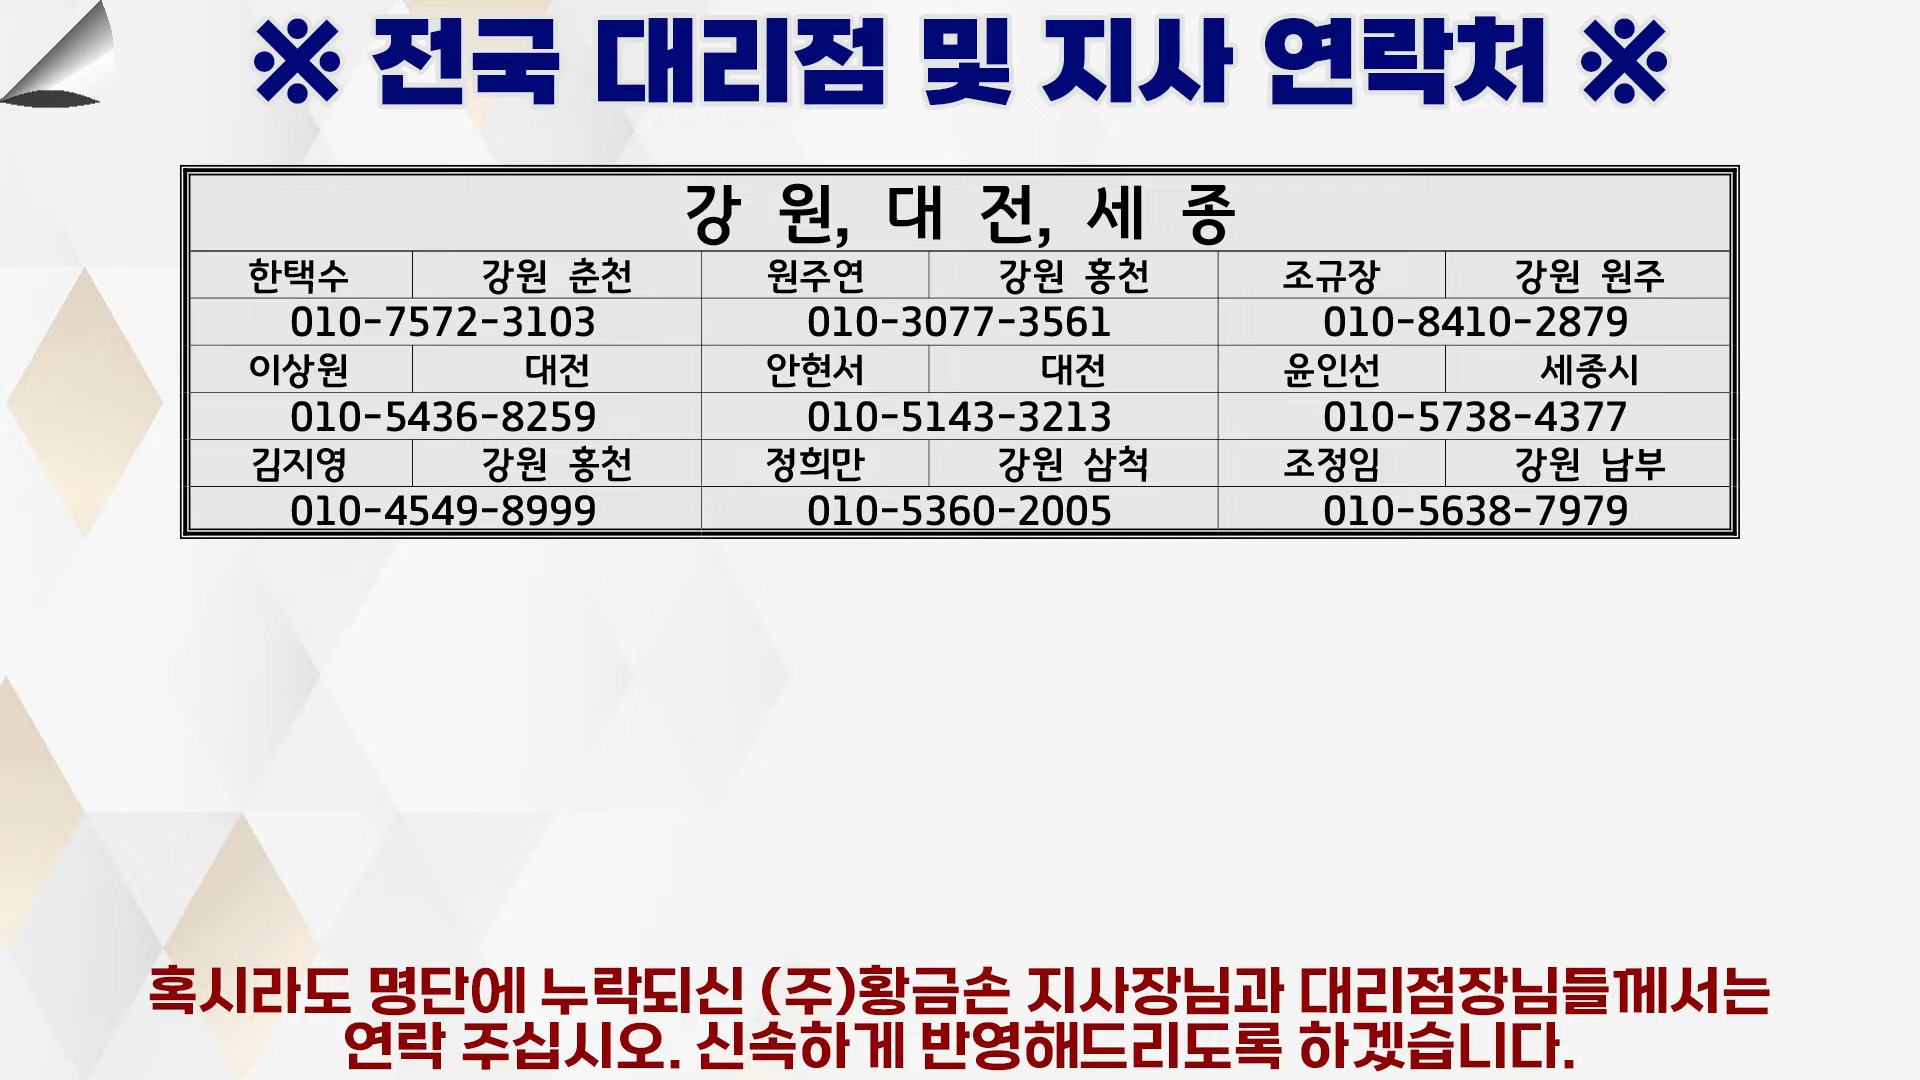 ※ 전국 대리점 및 지사 연락처 ※
강 원, 대 전, 세 종
한택수 강원 춘천 원주연 강원 홍천 조규장 강원 원주
010-7572-3103 010-3077-3561 010-8410-2879
이상원 대전 안현서 대전 윤인선 세종시
010-5436-8259 010-5143-3213 010-5738-4377
김지영 강원 홍천 정희만 강원 삼척 조정임 강원 남부
010-4549-8999 010-5360-2005 010-5638-7979
혹시라도 명단에 누락되신 (주)황금손 지사장님과 대리점장님들께서는
연락 주십시오. 신속하게 반영해드리도록 하겠습니다.